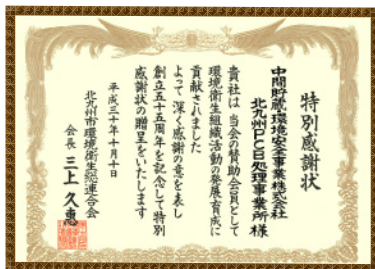 特別感謝状
中間貯蔵・環境安全事業株式会社
北九州PCB処理事業所 様
貴社は 当会の賛助会員として
環境衛生組織活動の発展育成に
貢献されました
よって 深く感謝の意を表し
創立五十五周年を記念して特別
感謝状の贈呈をいたします
平成三十年十月十日
北九州市環境衛生総連合会
会長 三上 久惠